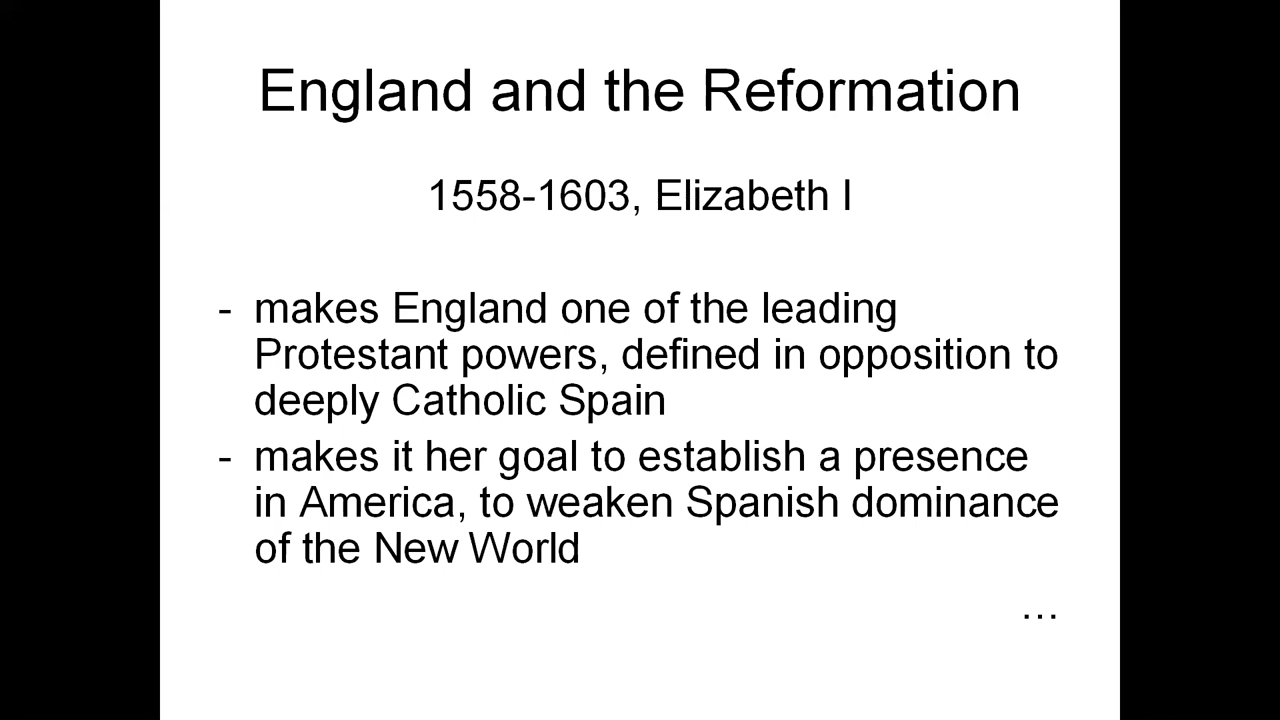 England and the Reformation
1558-1603, Elizabeth I
- makes England one of the leading
Protestant powers, defined in opposition to
deeply Catholic Spain
- makes it her goal to establish a presence
in America, to weaken Spanish dominance
of the New World
…